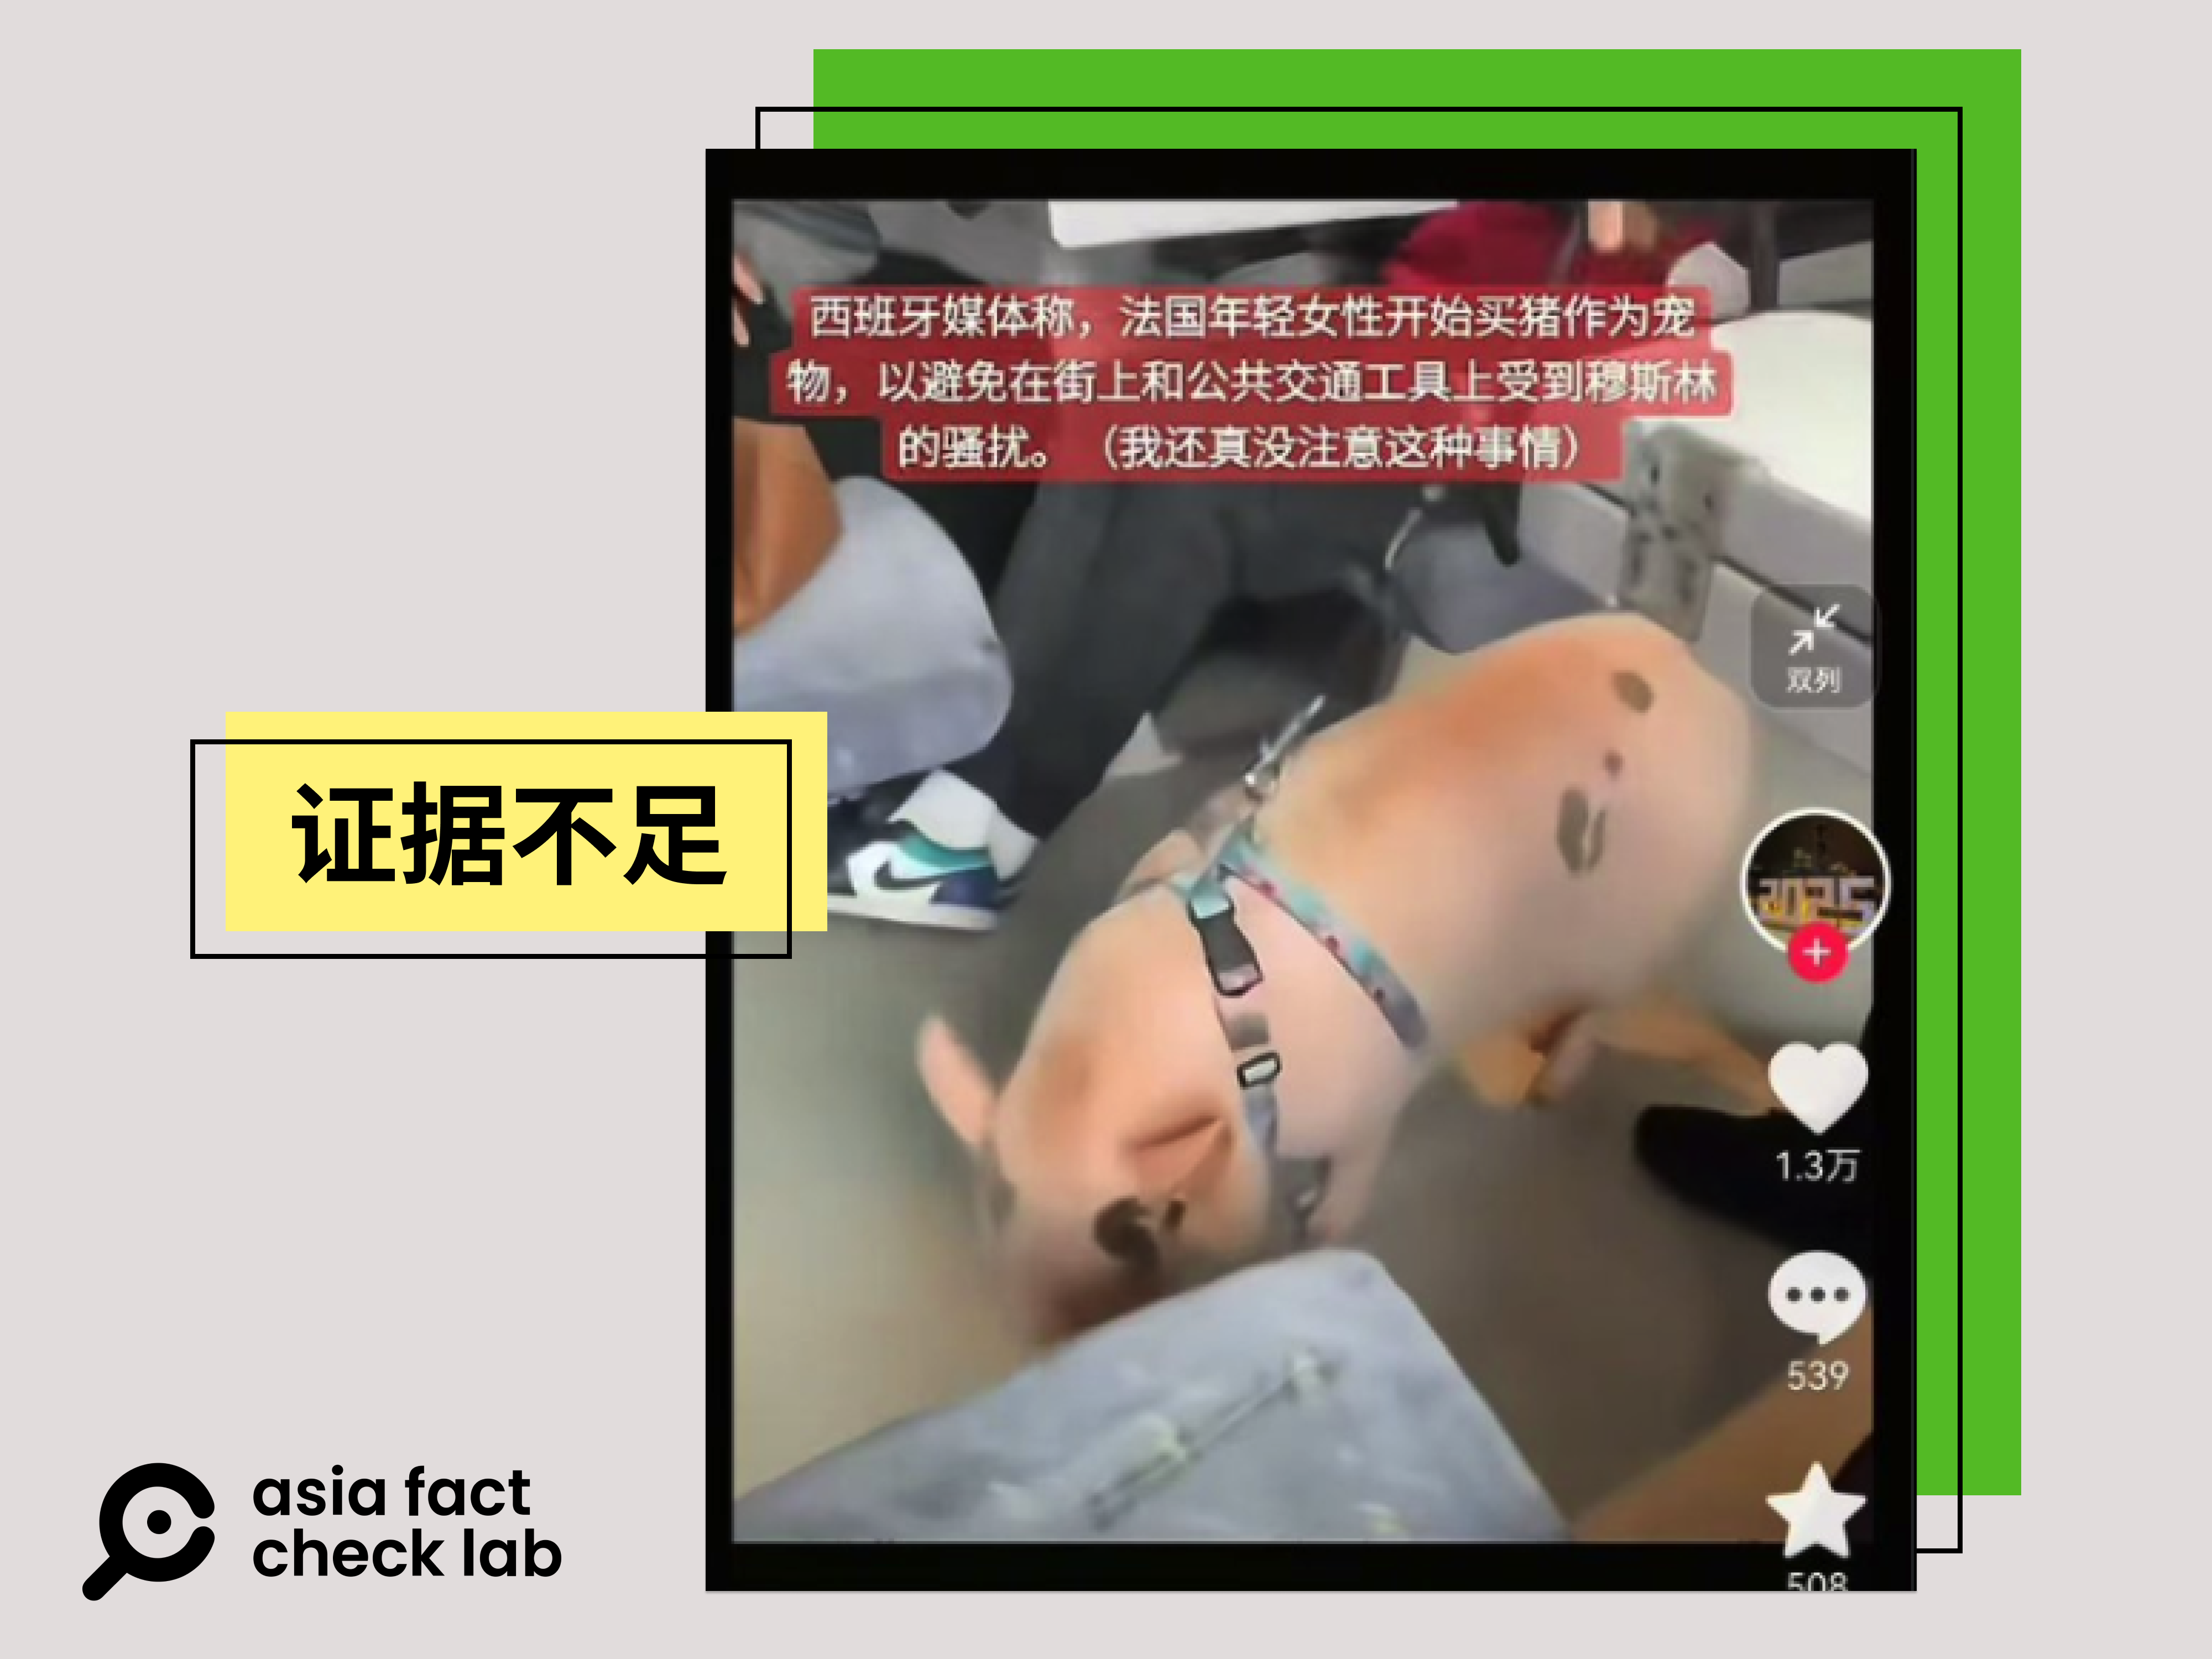 西班牙媒体称，法国年轻女性开始买猪作为宠
物，以避免在街上和公共交通工具上受到穆斯林
的骚扰。（我还真没注意这种事情）
双列
证据不足
2025
1.3万
539
508
asia fact
check lab